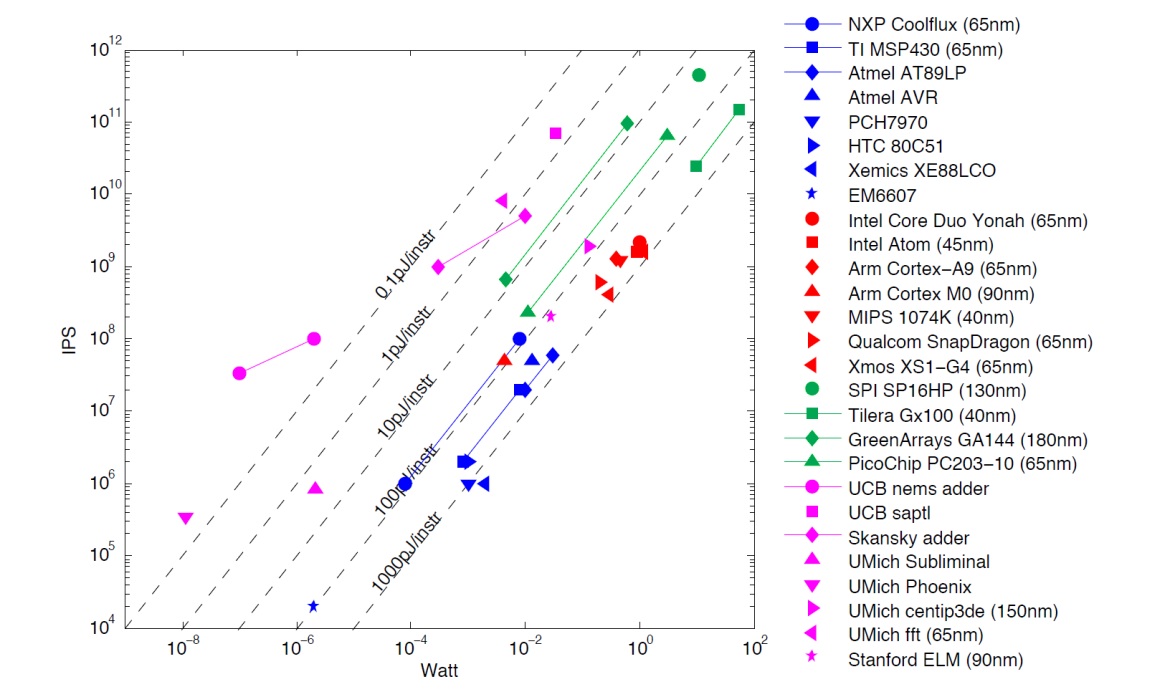 10^12
10^11
10^10
10^9
10^8
10^7
10^6
10^5
10^4
IPS
10^−8
10^−6
10^−4
10^−2
10^0
10^2
Watt
0.1pJ/instr
1pJ/instr
10pJ/instr
100pJ/instr
1000pJ/instr
NXP Coolflux (65nm)
TI MSP430 (65nm)
Atmel AT89LP
Atmel AVR
PCH7970
HTC 80C51
Xemics XE88LCO
EM6607
Intel Core Duo Yonah (65nm)
Intel Atom (45nm)
Arm Cortex−A9 (65nm)
Arm Cortex M0 (90nm)
MIPS 1074K (40nm)
Qualcom SnapDragon (65nm)
Xmos XS1−G4 (65nm)
SPI SP16HP (130nm)
Tilera Gx100 (40nm)
GreenArrays GA144 (180nm)
PicoChip PC203−10 (65nm)
UCB nems adder
UCB saptl
Skansky adder
UMich Subliminal
UMich Phoenix
UMich centip3de (150nm)
UMich fft (65nm)
Stanford ELM (90nm)